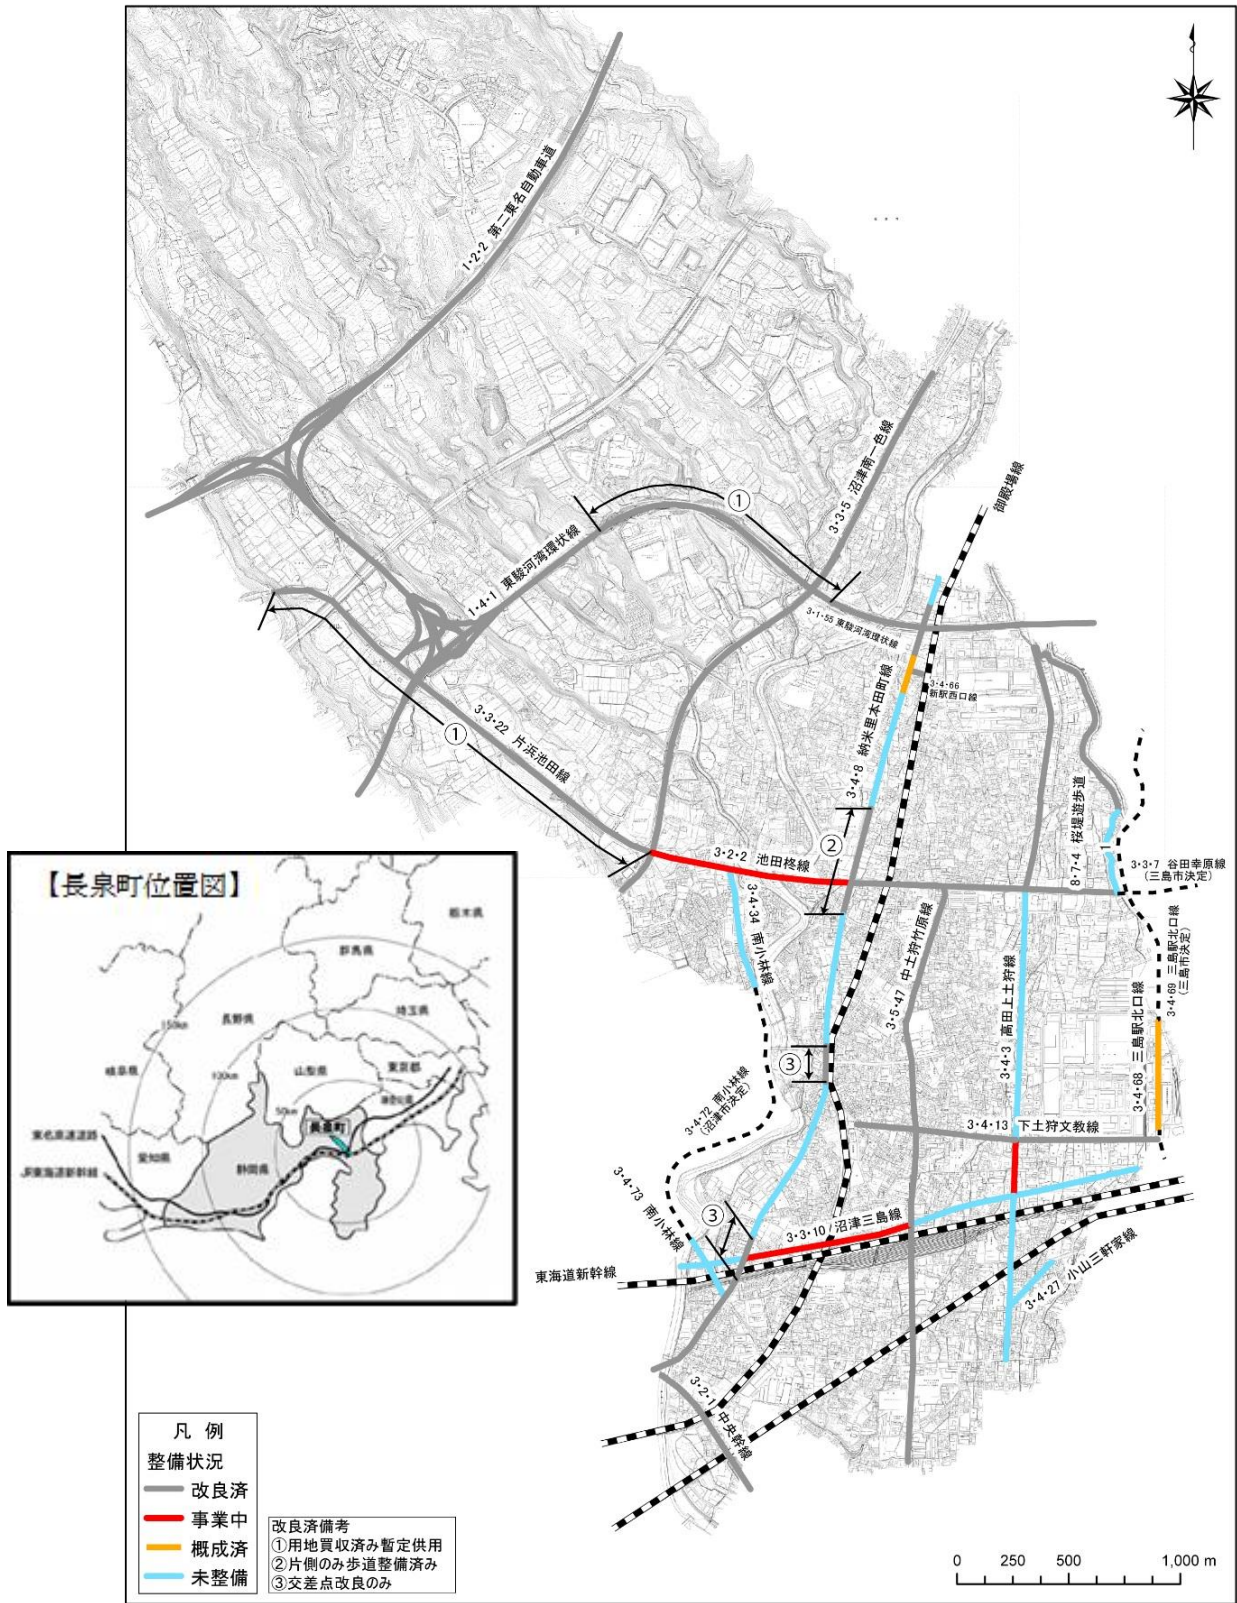 1・2・2 第二東名自動車道
①
3・3・5 沼津南一色線
御殿場線
1・4・1 東駿河湾環状線
3・1・55 東駿河湾環状線
3・4・66
新駅西口線
①
3・3・22 片浜池田線
3・4・8 納米里本田町線
②
3・2・2 池田柊線
8・7・4 桜堤遊歩道
1
3・3・7 谷田幸原線
(三島市決定)
3・4・34 南小林線
3・5・47 中土狩竹原線
3・4・3 高田上土狩線
3・4・68 三島駅北口線
3・4・69 三島駅北口線
(三島市決定)
③
3・4・72 南小林線
(沼津市決定)
3・4・13 下土狩文教線
3・4・73 南小林線
③
3・3・10 沼津三島線
東海道新幹線
3・4・27 小山三軒家線
3・2・1 中央幹線
【長泉町位置図】
栃木県
群馬県
埼玉県
長野県
150km
岐阜県
100km
山梨県
東京都
神奈川県
50km
長泉町
東名高速道路
愛知県
静岡県
JR東海道新幹線
凡 例
整備状況
改良済
事業中
概成済
未整備
改良済備考
①用地買収済み暫定供用
②片側のみ歩道整備済み
③交差点改良のみ
0 250 500 1,000 m